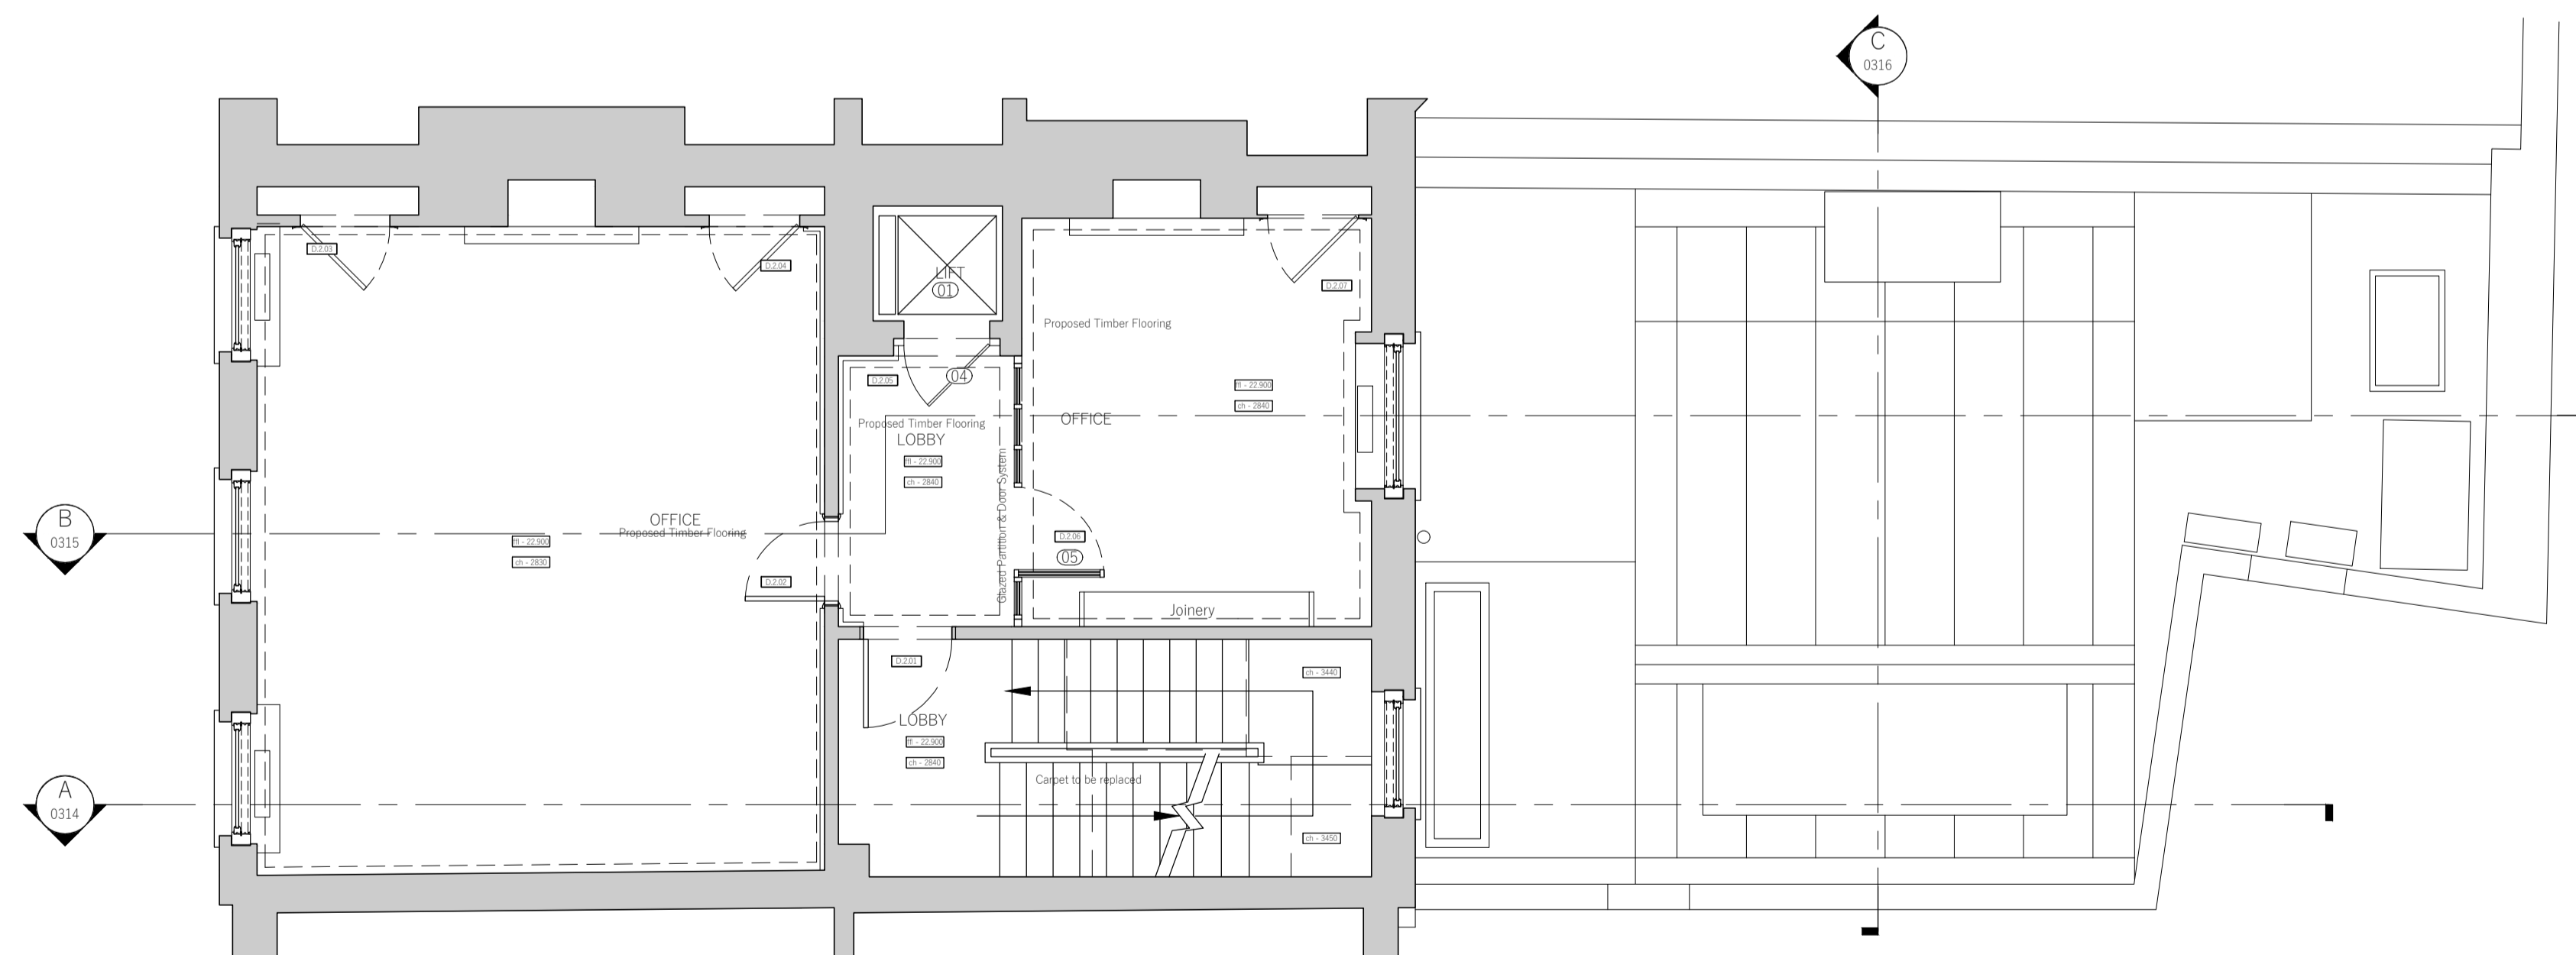 C
0316
D.2.03
D.2.04
LIFT
01
D.2.07
Proposed Timber Flooring
04
D.2.05
ffl - 22.900
ch - 2840
OFFICE
Proposed Timber Flooring
LOBBY
ffl - 22.900
ch - 2840
Glazed Partition & Door System
B
0315
OFFICE
Proposed Timber Flooring
ffl - 22.900
ch - 2830
D.2.06
05
D.2.02
Joinery
D.2.01
ch - 3440
LOBBY
ffl - 22.900
ch - 2840
Carpet to be replaced
A
0314
ch - 3450